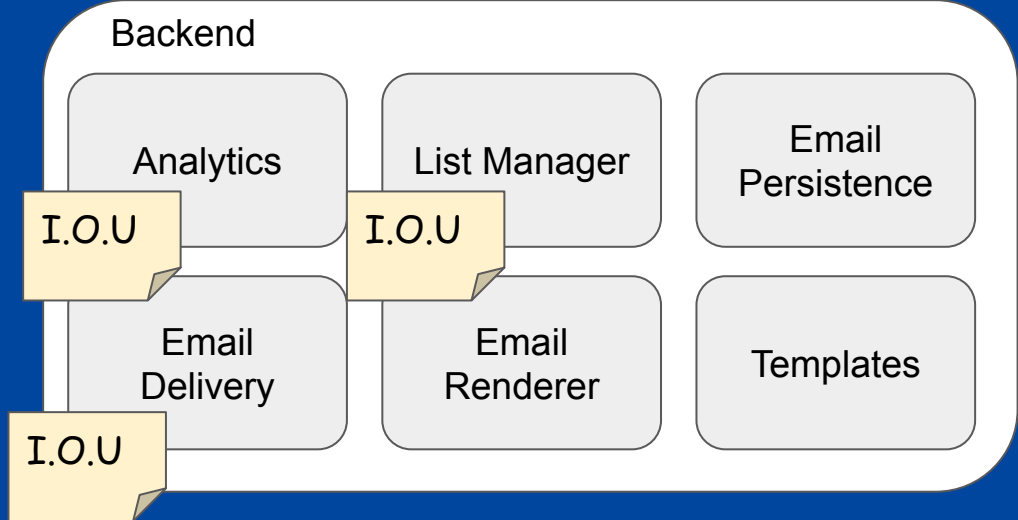 Backend
Analytics
List Manager
Email
Persistence
I.O.U
I.O.U
Email
Delivery
Email
Renderer
Templates
I.O.U